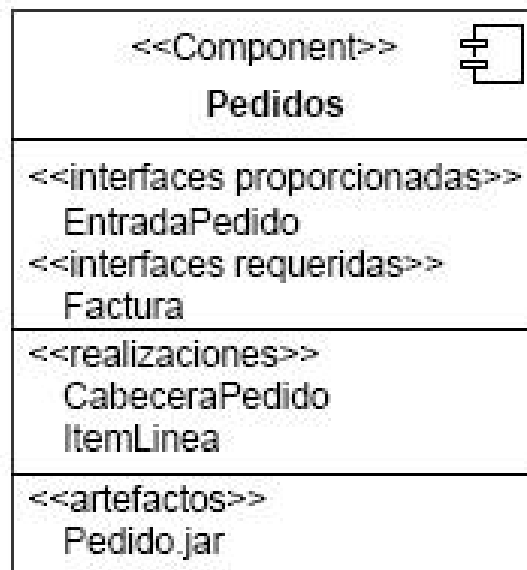 <<Component>>
Pedidos
<<interfaces proporcionadas>>
EntradaPedido
<<interfaces requeridas>>
Factura
<<realizaciones>>
CabeceraPedido
ItemLinea
<<artefactos>>
Pedido.jar